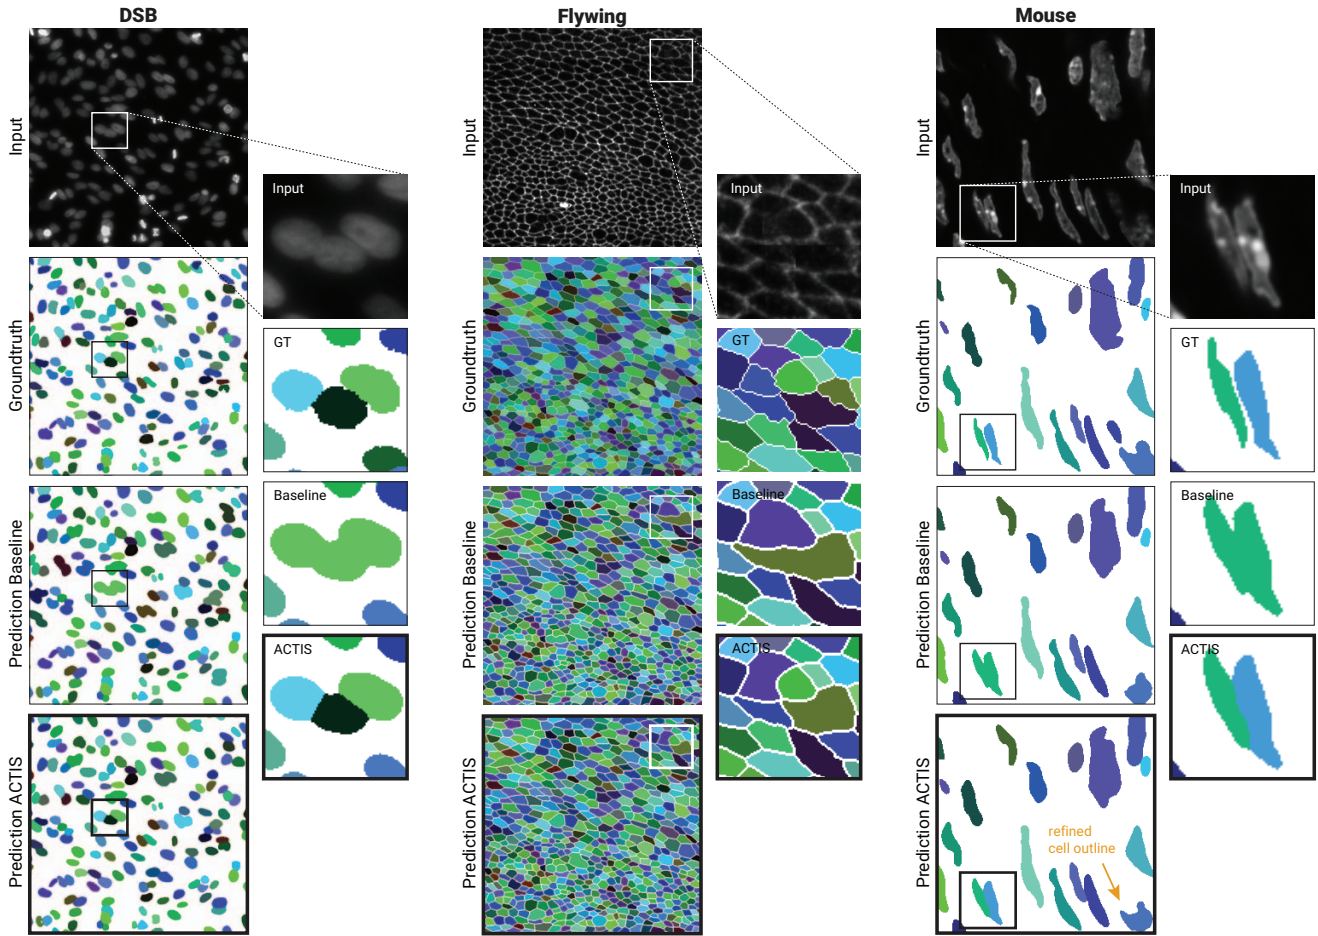 DSB
Input
Input
Groundtruth
GT
Prediction Baseline
Baseline
ACTIS
Prediction ACTIS
Flywing
Input
Input
Groundtruth
GT
Prediction Baseline
Baseline
ACTIS
Prediction ACTIS
Mouse
Input
Input
Groundtruth
GT
Prediction Baseline
Baseline
ACTIS
Prediction ACTIS
refined
cell outline